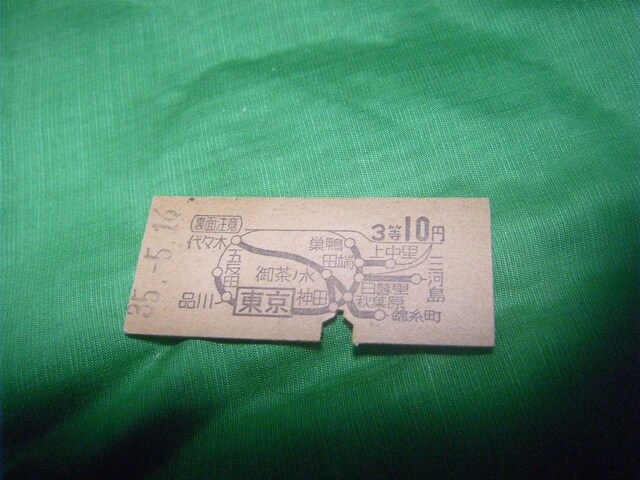 35.-5.16
裏面注意
3等10円
代々木
巣鴨
上中里
三河島
五反田
田端
御茶ノ水
日暮里
品川
東京
神田
秋葉原
錦糸町